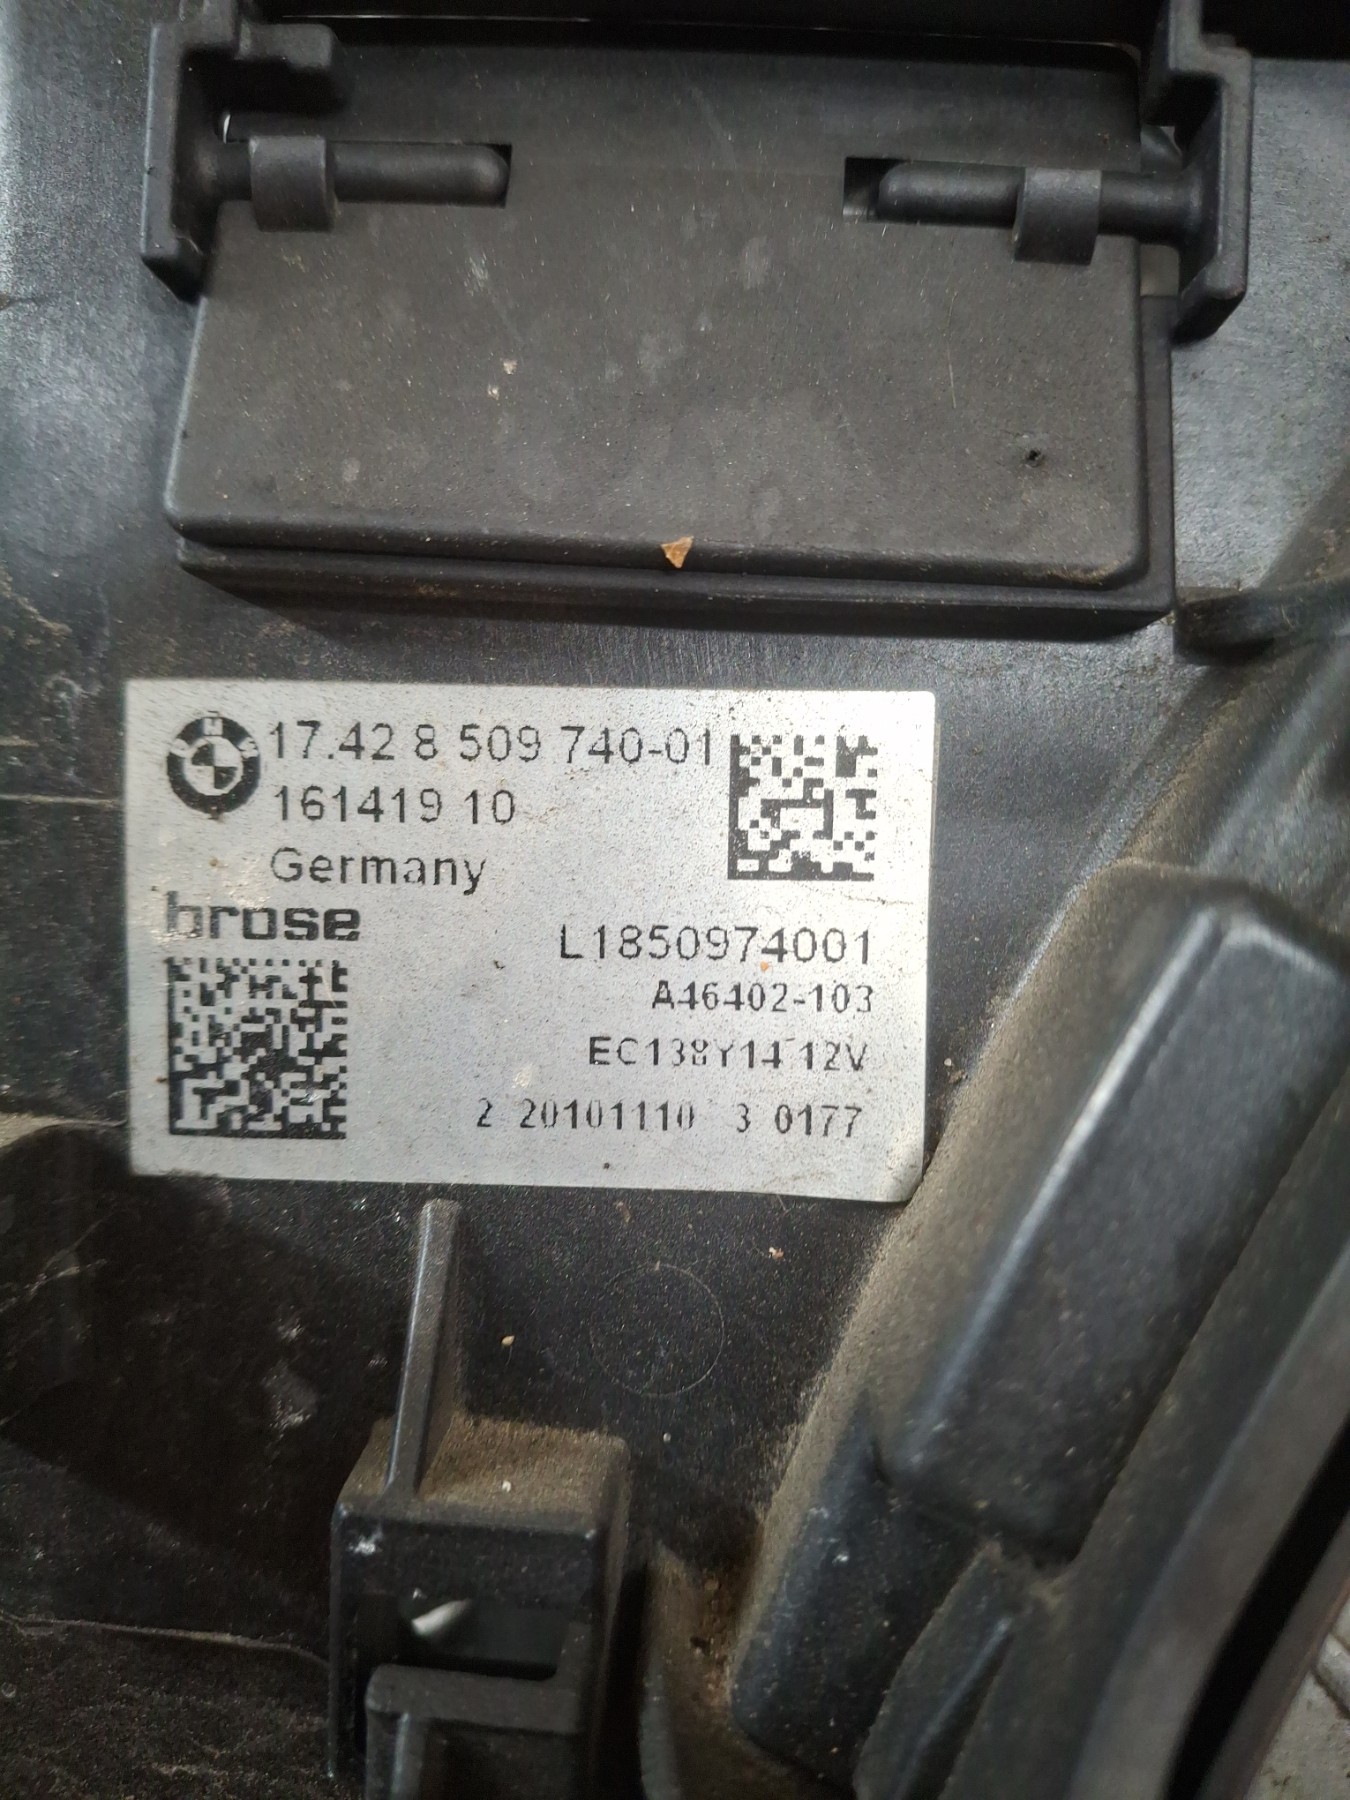 BMW 17.42 8 509 740-01
161419 10
Germany
brose
L1850974001
A46402-103
EC138Y14 12V
2 20101110 3 0177